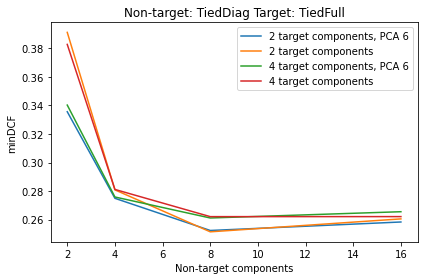 Non-target: TiedDiag Target: TiedFull
2 target components, PCA 6
2 target components
4 target components, PCA 6
4 target components
minDCF
0.38
0.36
0.34
0.32
0.30
0.28
0.26
2 4 6 8 10 12 14 16
Non-target components